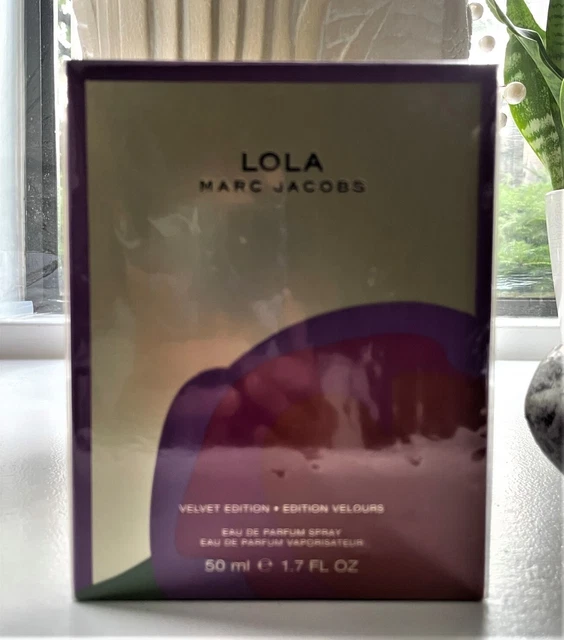 LOLA
MARC JACOBS
VELVET EDITION • EDITION VELOURS
EAU DE PARFUM SPRAY
EAU DE PARFUM VAPORISATEUR
50 ml ℮ 1.7 FL OZ